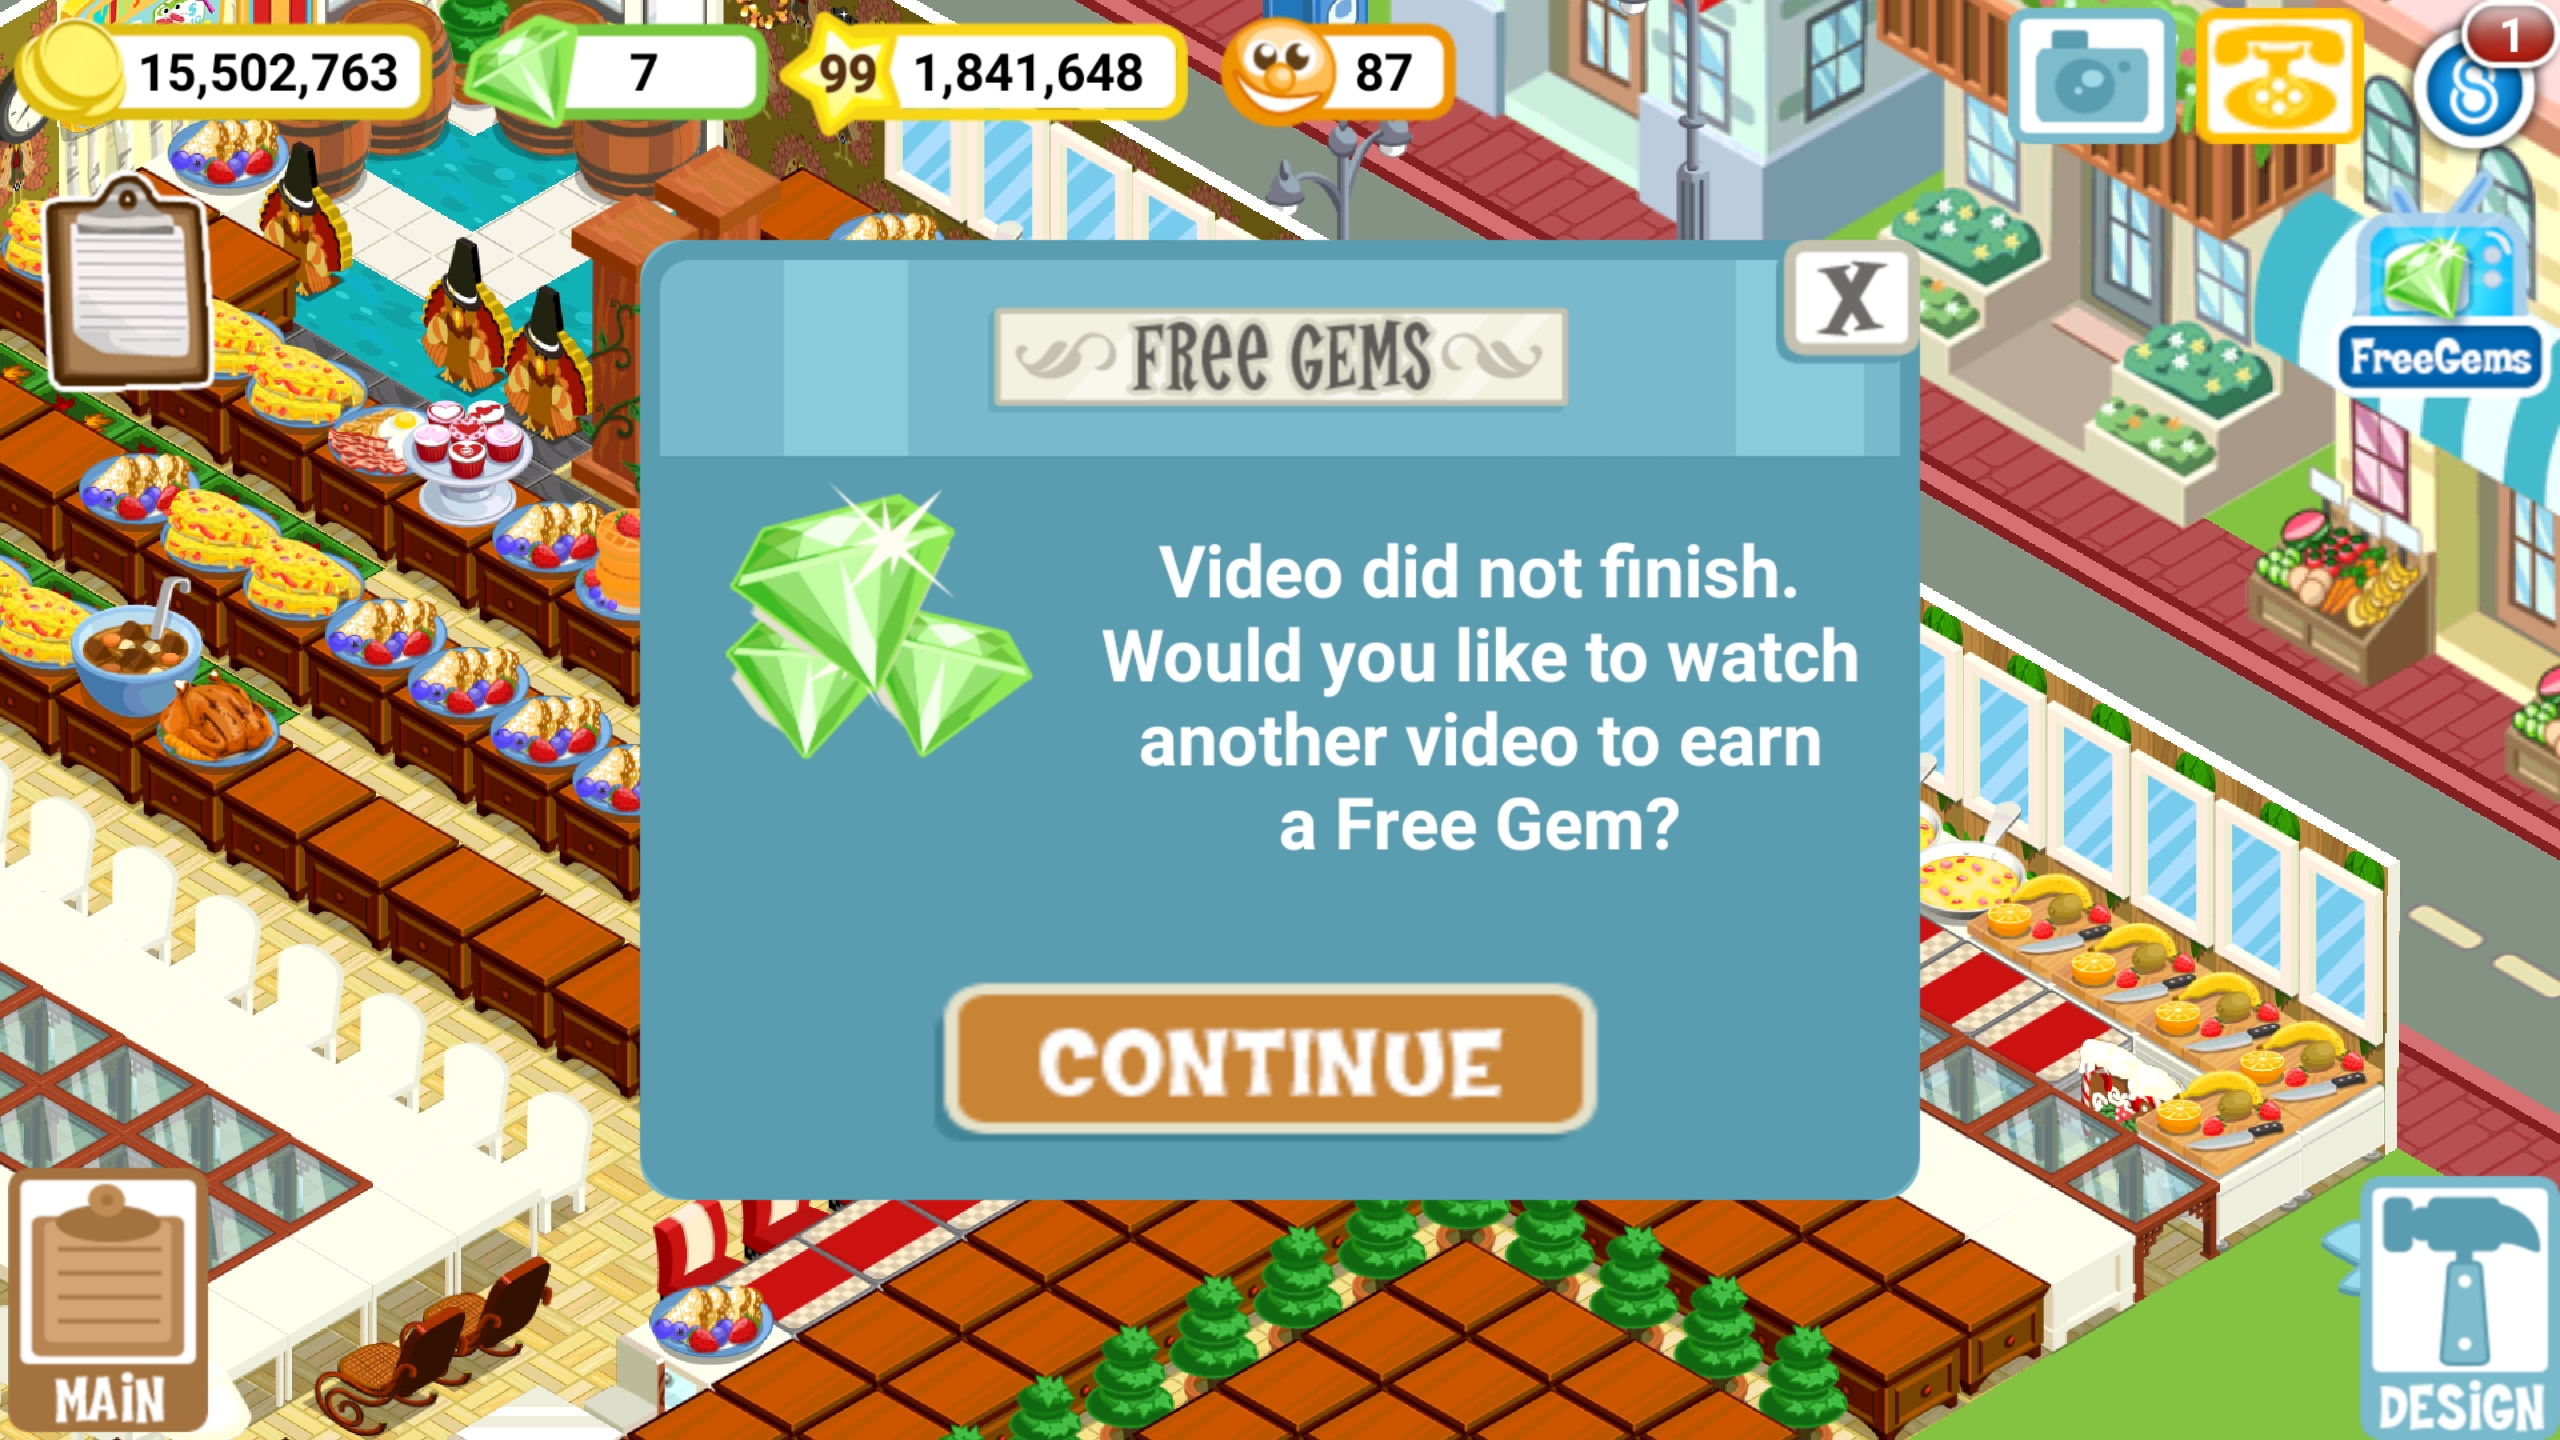 15,502,763
7
99
1,841,648
87
1
FreeGems
X
FREE GEMS
Video did not finish.
Would you like to watch
another video to earn
a Free Gem?
CONTINUE
MAIN
DESIGN